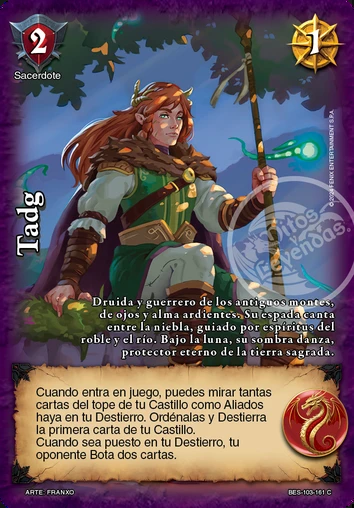 2
1
Sacerdote
© 2023 FENIX ENTERTAINMENT S.P.A.
Tadg
Mitos y Leyendas.
Druida y guerrero de los antiguos montes,
de ojos y alma ardientes. Su espada canta
entre la niebla, guiado por espíritus del
roble y el río. Bajo la luna, su sombra danza,
protector eterno de la tierra sagrada.
Cuando entra en juego, puedes mirar tantas
cartas del tope de tu Castillo como Aliados
haya en tu Destierro. Ordénalas y Destierra
la primera carta de tu Castillo.
Cuando sea puesto en tu Destierro, tu
oponente Bota dos cartas.
ARTE: FRANXO
BES-103-161 C